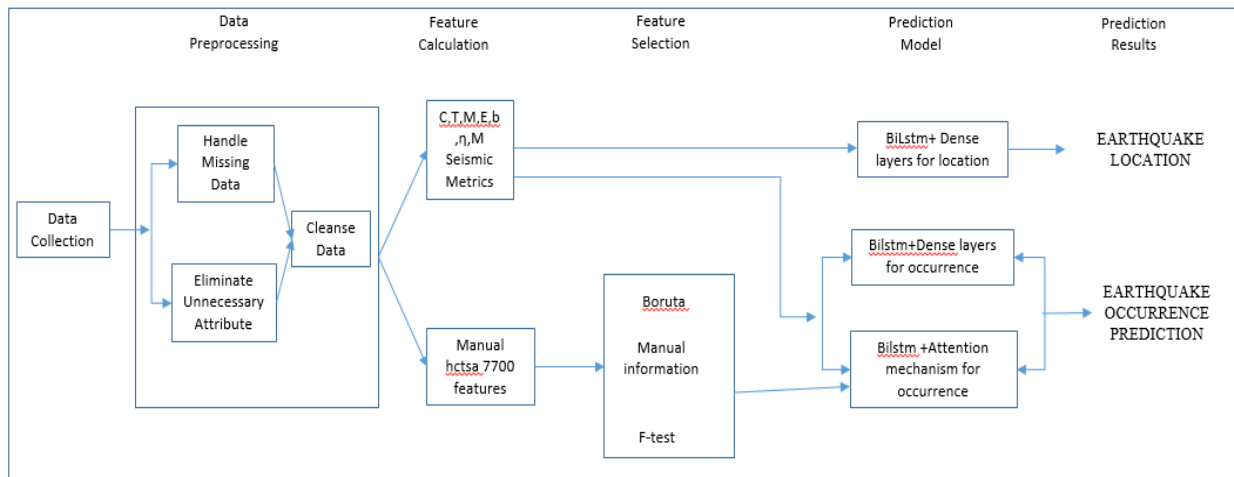 Data
Preprocessing
Feature
Calculation
Feature
Selection
Prediction
Model
Prediction
Results
Data
Collection
Handle
Missing
Data
Eliminate
Unnecessary
Attribute
Cleanse
Data
C,T,M,E,b
,η,M
Seismic
Metrics
Manual
hctsa 7700
features
Boruta
Manual
information
F-test
BiLstm+ Dense
layers for location
Bilstm+Dense layers
for occurrence
Bilstm +Attention
mechanism for
occurrence
EARTHQUAKE
LOCATION
EARTHQUAKE
OCCURRENCE
PREDICTION